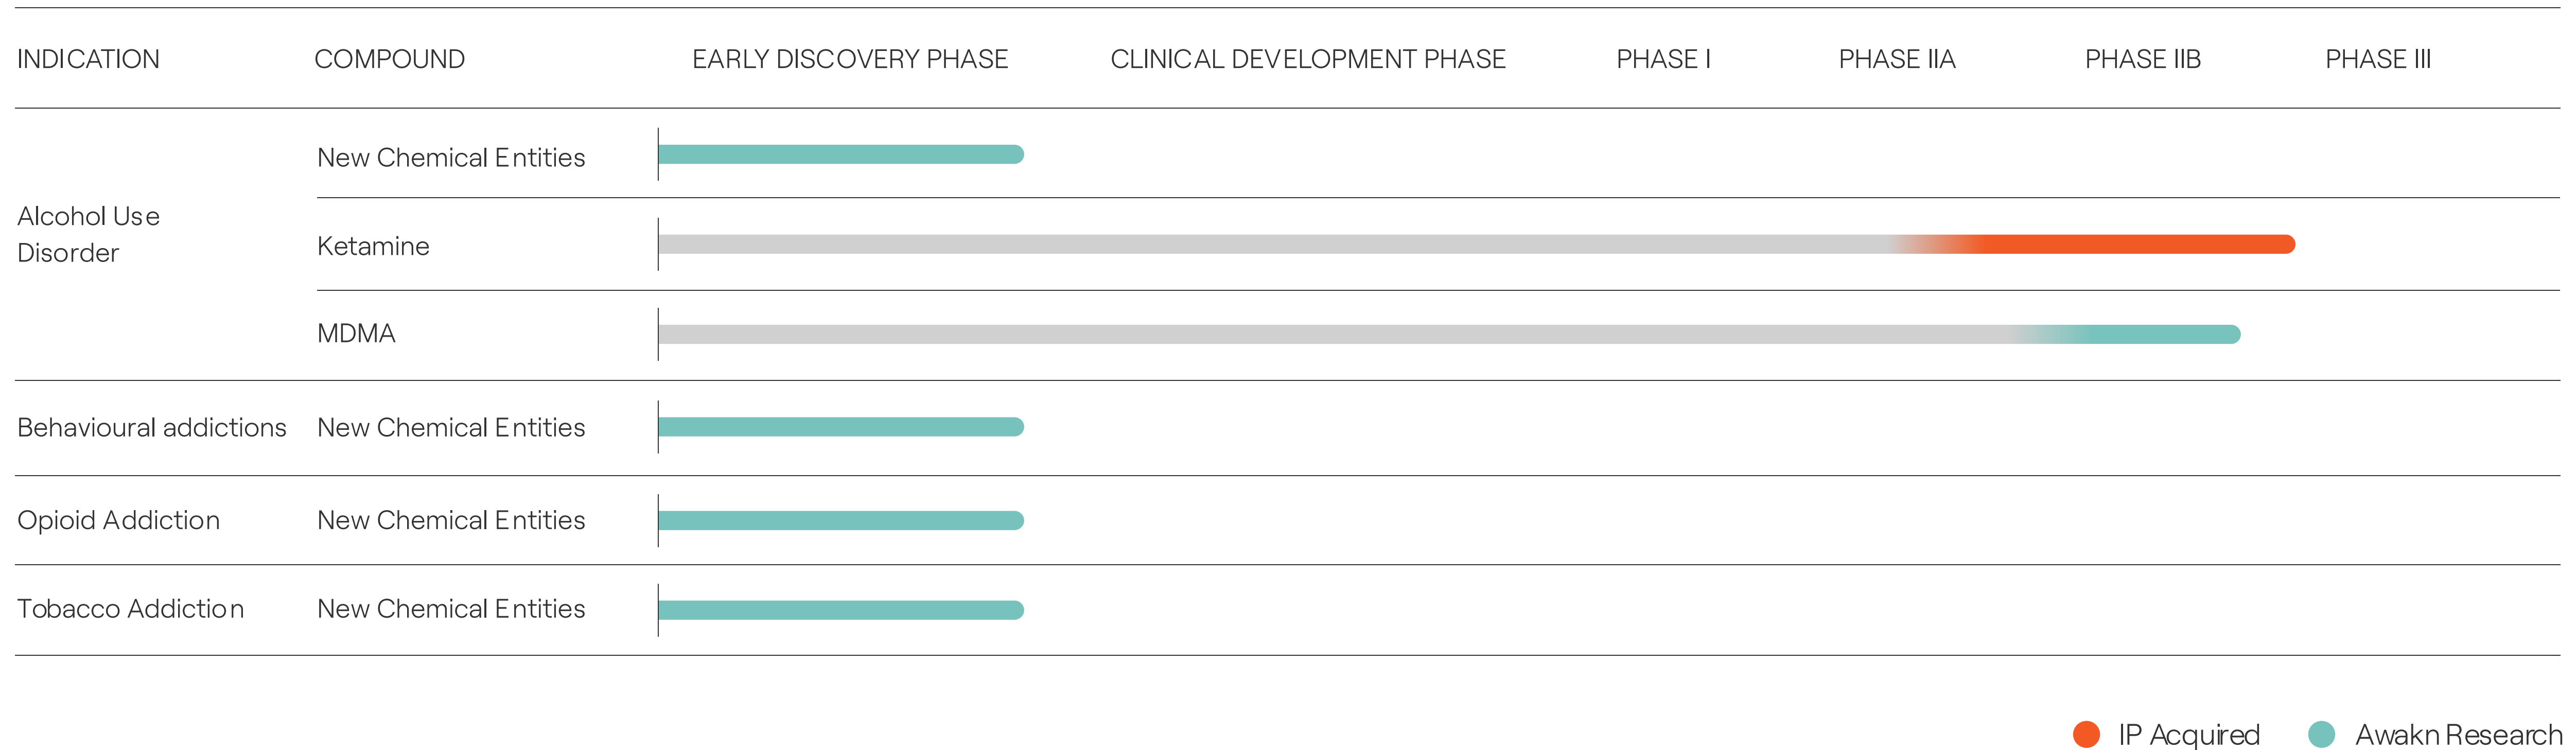 INDICATION COMPOUND EARLY DISCOVERY PHASE CLINICAL DEVELOPMENT PHASE PHASE I PHASE IIA PHASE IIB PHASE III
New Chemical Entities
Alcohol Use
Disorder
Ketamine
MDMA
Behavioural addictions New Chemical Entities
Opioid Addiction New Chemical Entities
Tobacco Addiction New Chemical Entities
IP Acquired Awakn Research